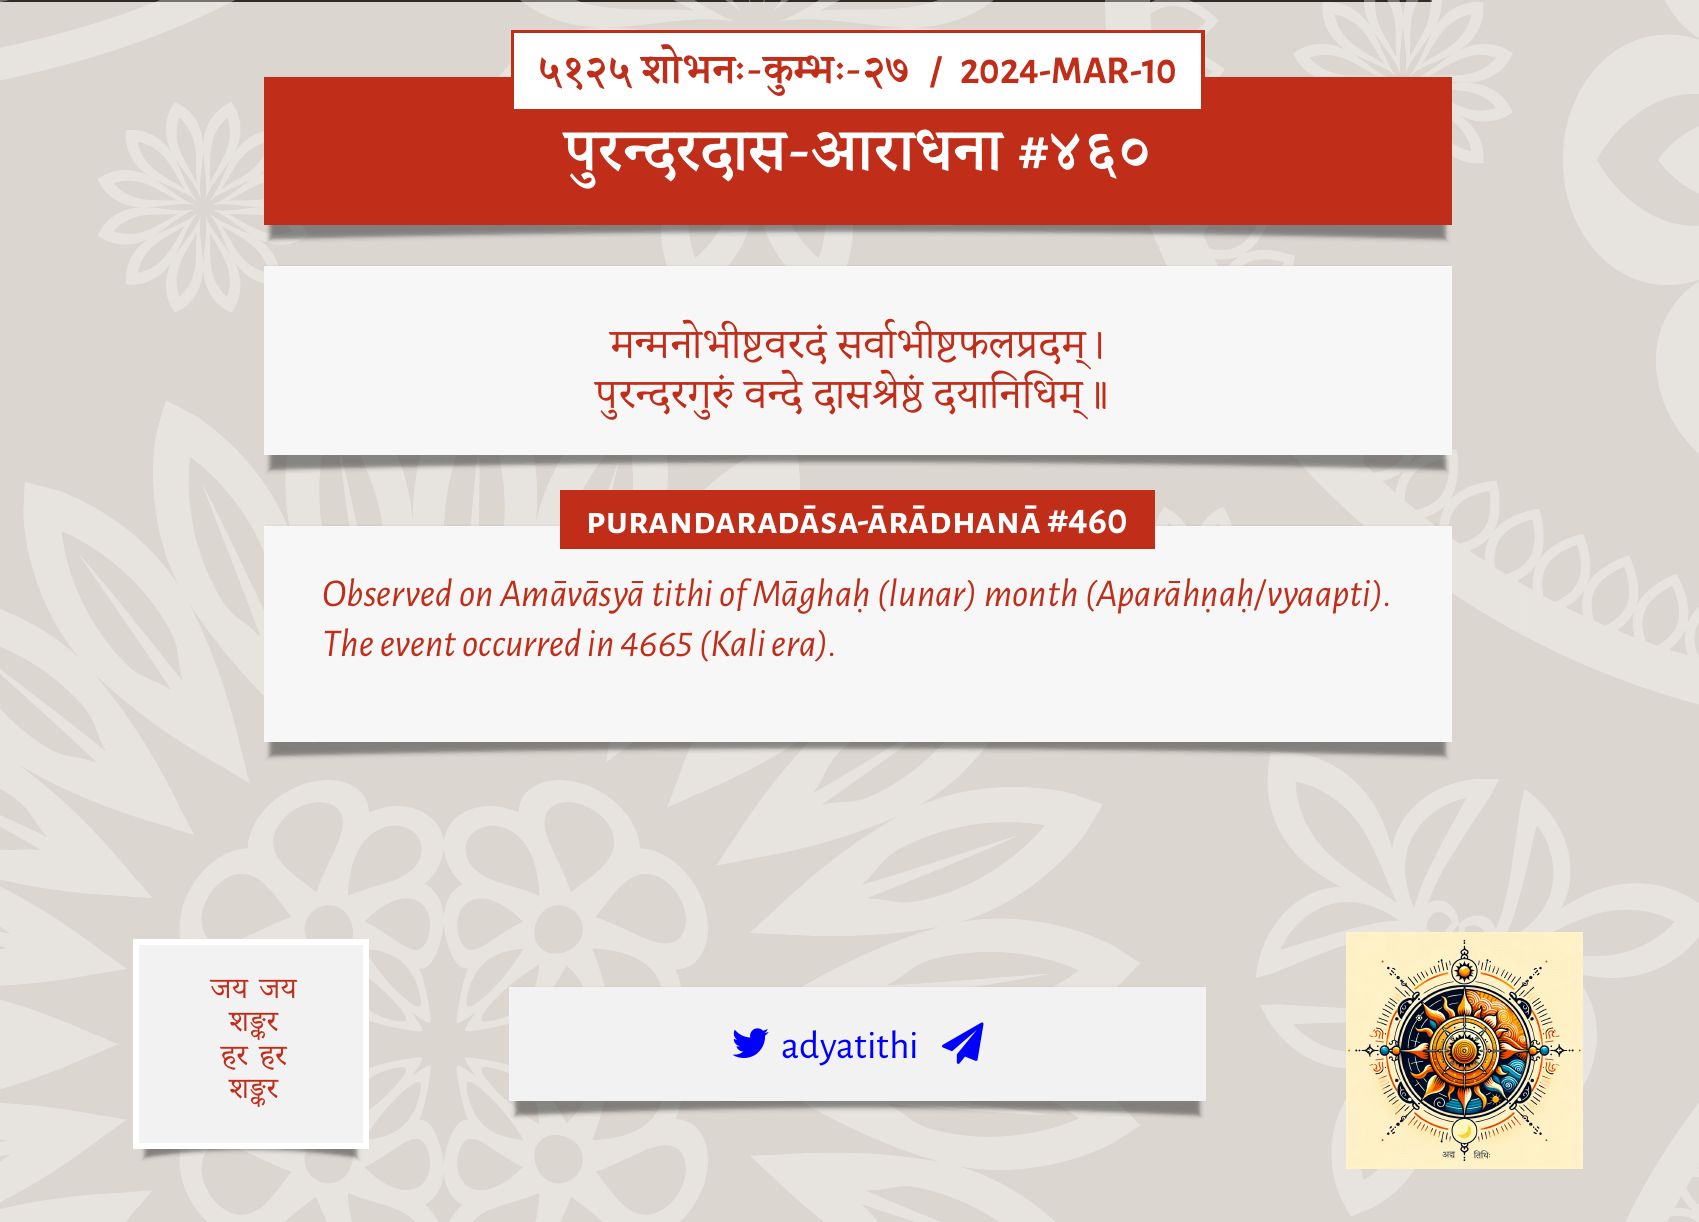 ५१२५ शोभनः-कुम्भः-२७ / 2024-MAR-10
पुरन्दरदास-आराधना #४६०
मन्मनोभीष्टवरदं सर्वाभीष्टफलप्रदम्।
पुरन्दरगुरुं वन्दे दासश्रेष्ठं दयानिधिम्॥
PURANDARADĀSA-ĀRĀDHANĀ #460
Observed on Amāvāsyā tithi of Māghaḥ (lunar) month (Aparāhṇaḥ/vyaapti).
The event occurred in 4665 (Kali era).
जय जय
शङ्कर
हर हर
शङ्कर
adyatithi
अद्य तिथिः